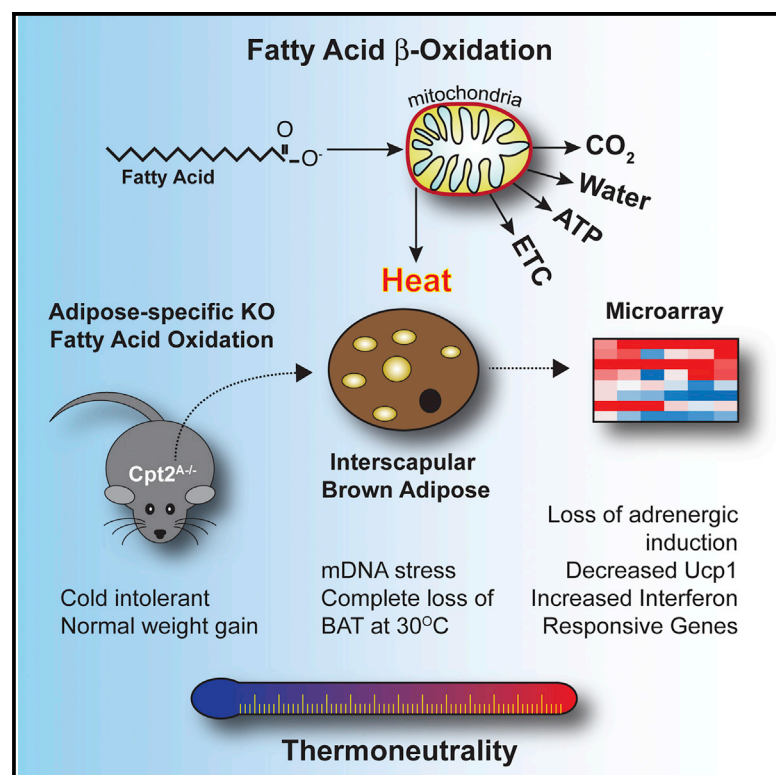 Fatty Acid β-Oxidation
mitochondria
O
O-
Fatty Acid
CO2
Water
ATP
ETC
Heat
Adipose-specific KO
Fatty Acid Oxidation
Microarray
Cpt2A-/-
Interscapular
Brown Adipose
Cold intolerant
Normal weight gain
mDNA stress
Complete loss of
BAT at 30OC
Loss of adrenergic
induction
Decreased Ucp1
Increased Interferon
Responsive Genes
Thermoneutrality